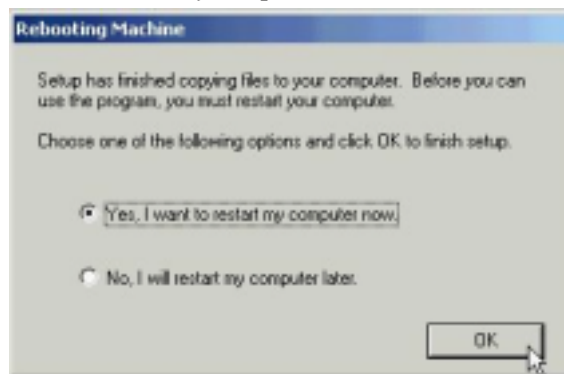 Rebooting Machine
Setup has finished copying files to your computer. Before you can
use the program, you must restart your computer.
Choose one of the following options and click OK to finish setup.
Yes, I want to restart my computer now.
No, I will restart my computer later.
OK